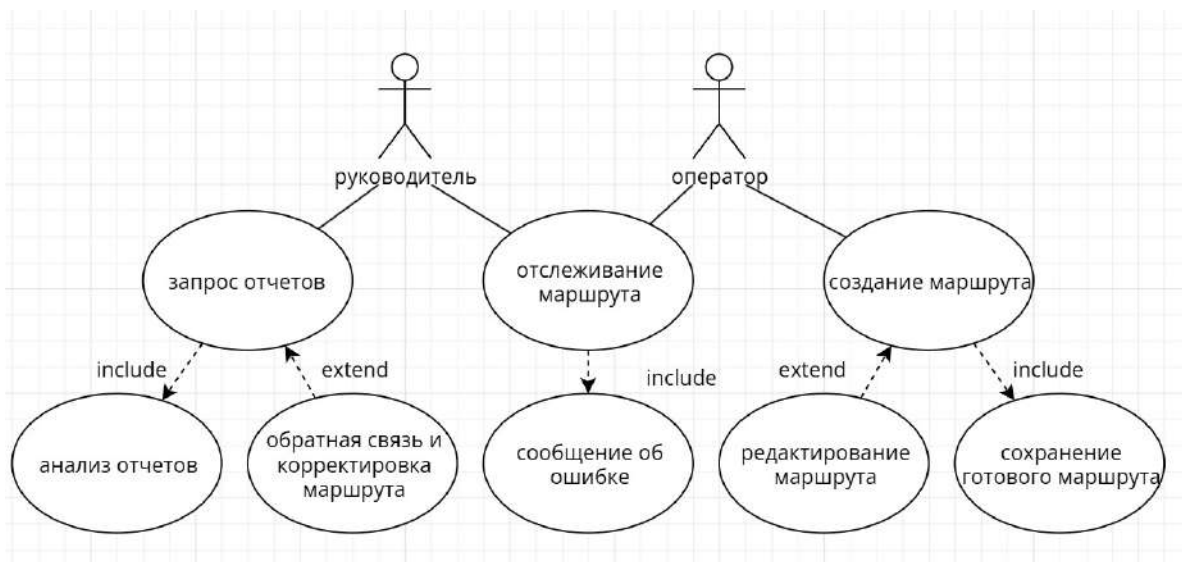 руководитель
оператор
запрос отчетов
отслеживание
маршрута
создание маршрута
include
extend
include
extend
include
анализ отчетов
обратная связь и
корректировка
маршрута
сообщение об
ошибке
редактирование
маршрута
сохранение
готового маршрута